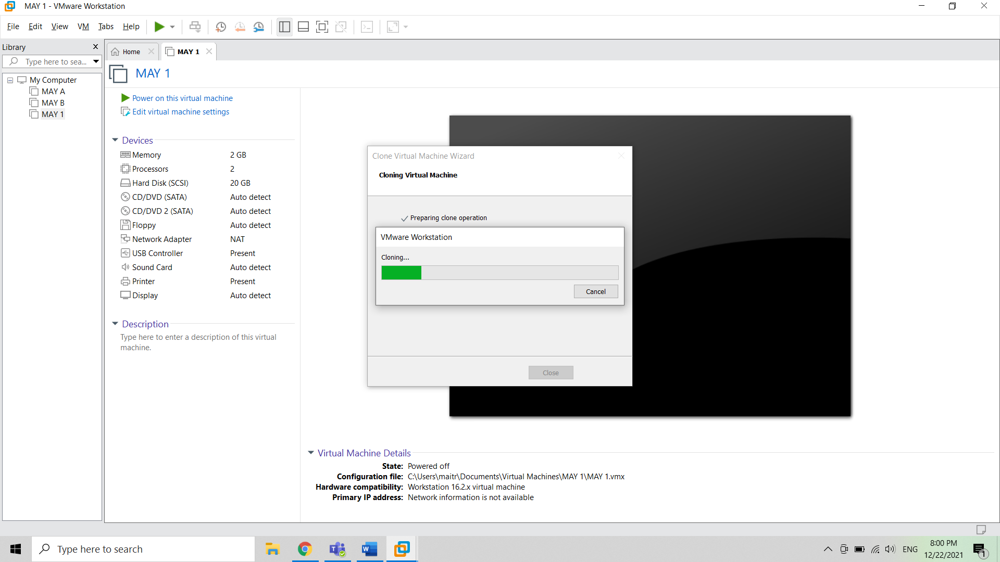 MAY 1 - VMware Workstation
File Edit View VM Tabs Help
Library
Type here to sea...
My Computer
MAY A
MAY B
MAY 1
Home
MAY 1
MAY 1
Power on this virtual machine
Edit virtual machine settings
Devices
Memory 2 GB
Processors 2
Hard Disk (SCSI) 20 GB
CD/DVD (SATA) Auto detect
CD/DVD 2 (SATA) Auto detect
Floppy Auto detect
Network Adapter NAT
USB Controller Present
Sound Card Auto detect
Printer Present
Display Auto detect
Description
Type here to enter a description of this virtual
machine.
Clone Virtual Machine Wizard
Cloning Virtual Machine
Preparing clone operation
VMware Workstation
Cloning...
Cancel
Close
Virtual Machine Details
State: Powered off
Configuration file: C:\Users\maitr\Documents\Virtual Machines\MAY 1\MAY 1.vmx
Hardware compatibility: Workstation 16.2.x virtual machine
Primary IP address: Network information is not available
Type here to search
ENG
8:00 PM
12/22/2021
1